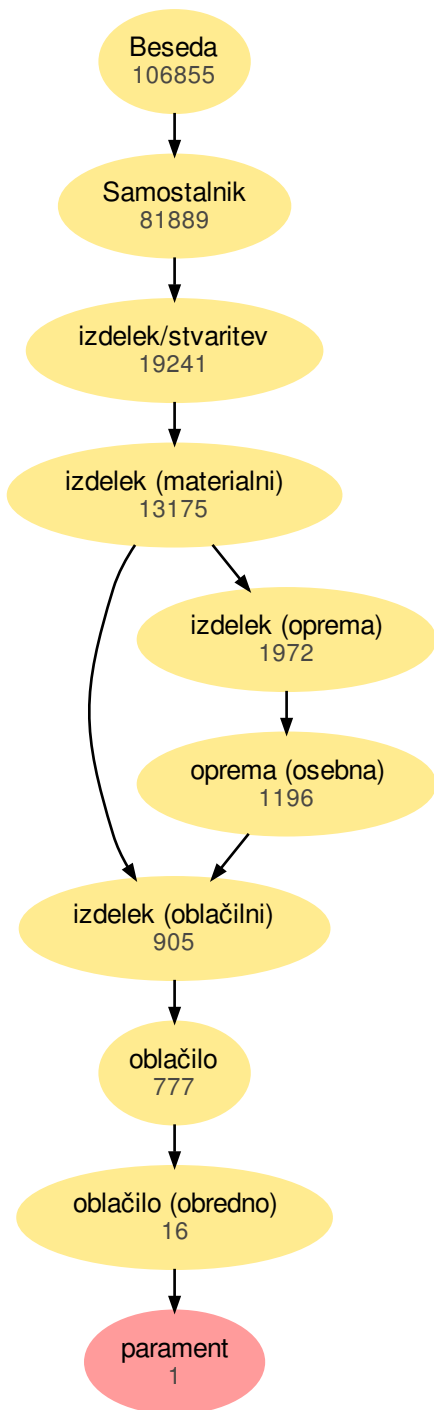 Beseda
106855
Samostalnik
81889
izdelek/stvaritev
19241
izdelek (materialni)
13175
izdelek (oprema)
1972
oprema (osebna)
1196
izdelek (oblačilni)
905
oblačilo
777
oblačilo (obredno)
16
parament
1